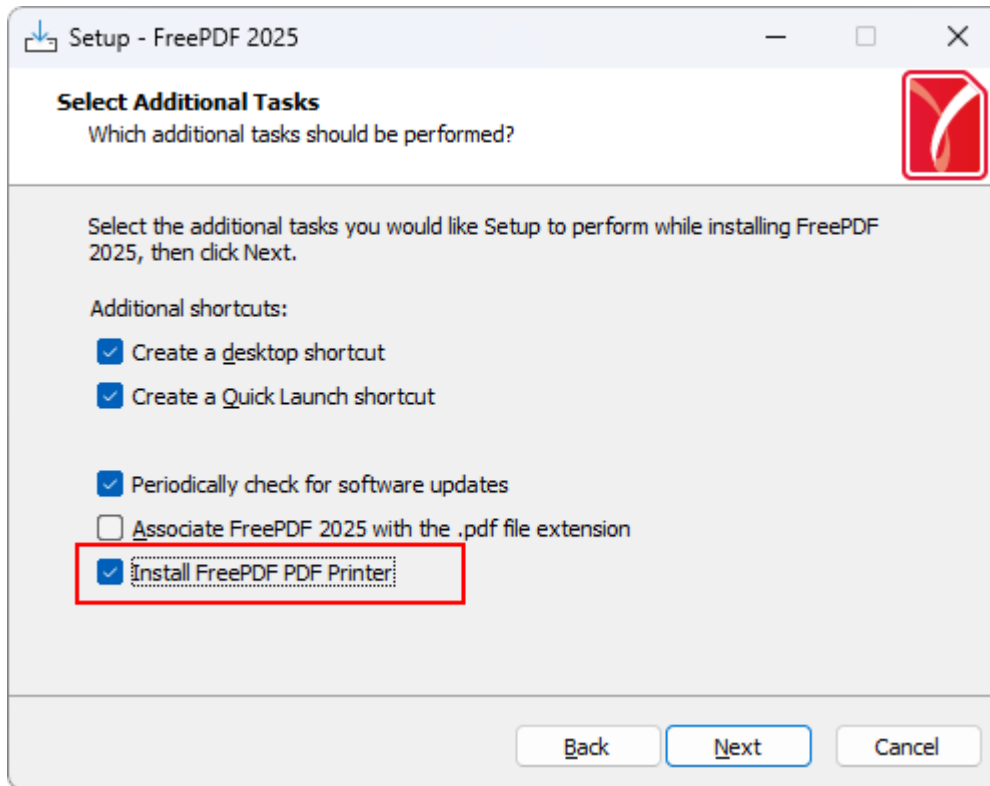 Setup - FreePDF 2025
Select Additional Tasks
Which additional tasks should be performed?
Select the additional tasks you would like Setup to perform while installing FreePDF
2025, then click Next.
Additional shortcuts:
Create a desktop shortcut
Create a Quick Launch shortcut
Periodically check for software updates
Associate FreePDF 2025 with the .pdf file extension
Install FreePDF PDF Printer
Back Next Cancel